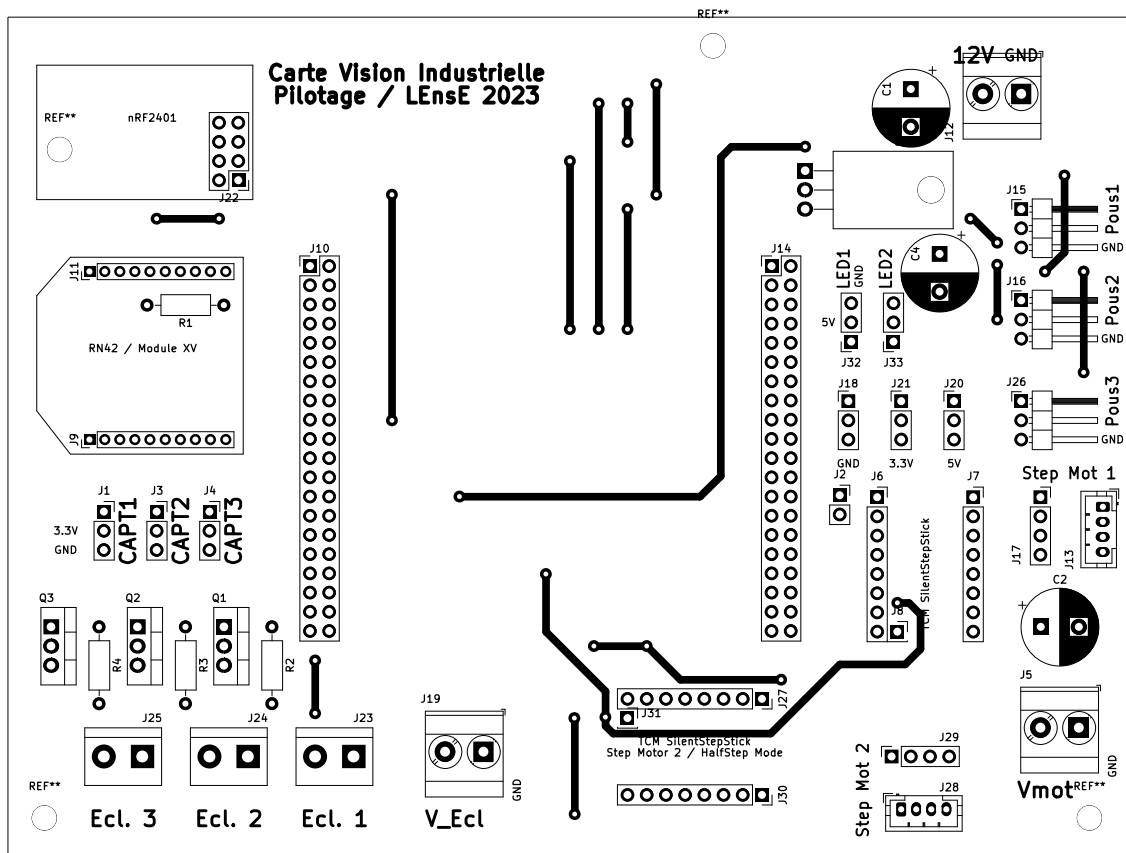 REF**
Carte Vision Industrielle
Pilotage / LEnsE 2023
12V GND
C1
J12
REF**
nRF2401
J22
J15
Pous1
GND
J10
J14
C4
LED1
GND
LED2
5V
J32
J33
J16
Pous2
GND
J11
R1
RN42 / Module XV
J9
J18
J21
J20
J26
Pous3
GND
GND
3.3V
5V
J1
J3
J4
3.3V
GND
CAPT1
CAPT2
CAPT3
J2
J6
J7
TCM SilentStepStick
J8
Step Mot 1
J17
J13
C2
Q3
Q2
Q1
R4
R3
R2
J25
J24
J23
J19
GND
J27
J31
TCM SilentStepStick
Step Motor 2 / HalfStep Mode
J30
J5
GND
Step Mot 2
J29
J28
Vmot
REF**
REF**
Ecl. 3
Ecl. 2
Ecl. 1
V_Ecl